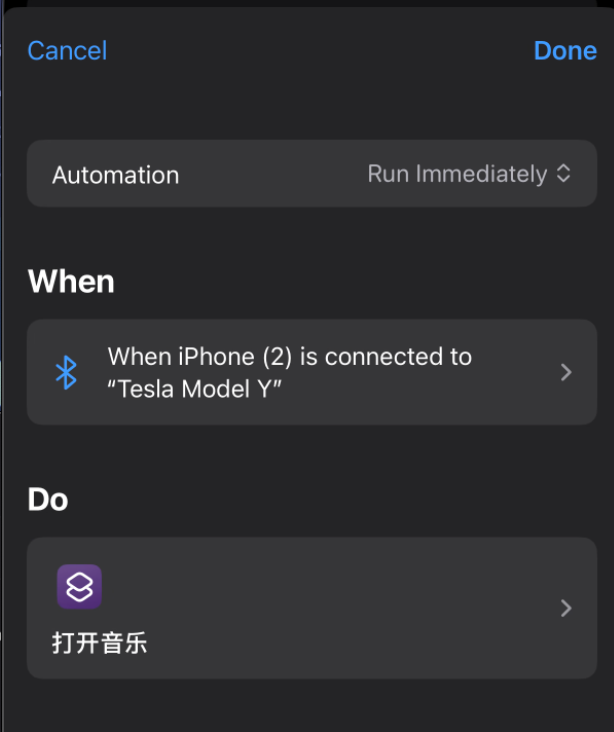 Cancel
Done
Automation
Run Immediately
When
When iPhone (2) is connected to
“Tesla Model Y”
Do
打开音乐